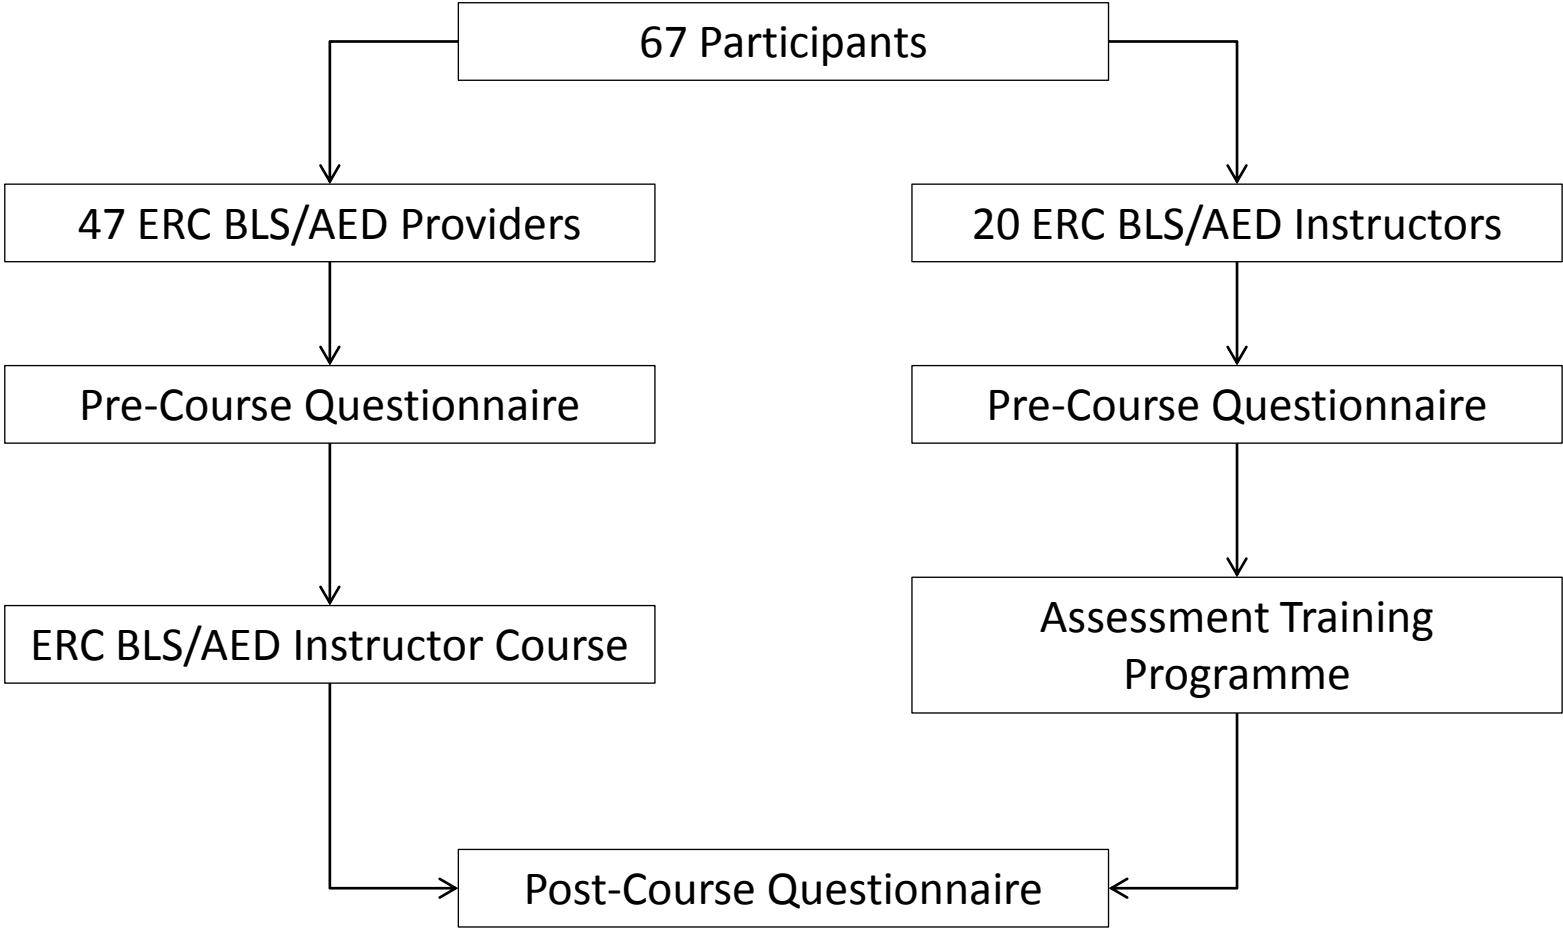 67 Participants
47 ERC BLS/AED Providers
20 ERC BLS/AED Instructors
Pre-Course Questionnaire
Pre-Course Questionnaire
ERC BLS/AED Instructor Course
Assessment Training
Programme
Post-Course Questionnaire